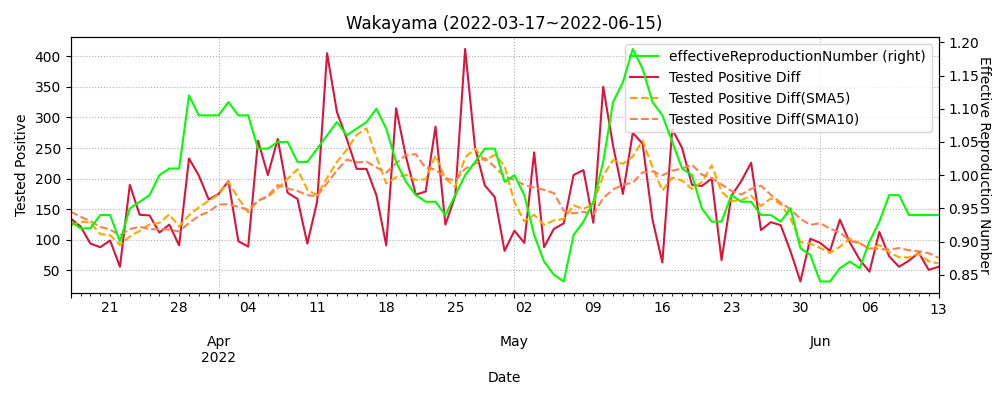 Wakayama (2022-03-17~2022-06-15)
effectiveReproductionNumber (right)
Tested Positive Diff
Tested Positive Diff(SMA5)
Tested Positive Diff(SMA10)
Tested Positive
400
350
300
250
200
150
100
50
1.20
1.15
1.10
1.05
1.00
0.95
0.90
0.85
Effective Reproduction Number
21 28 04 11 18 25 02 09 16 23 30 06 13
Apr May Jun
2022
Date